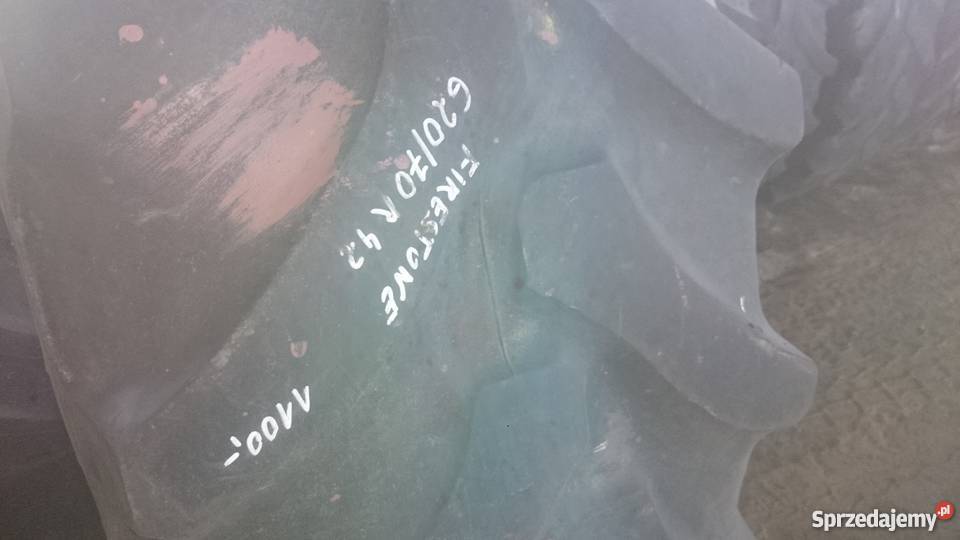 FIRESTONE
620/70 R 42
1100,-
Sprzedajemy.pl